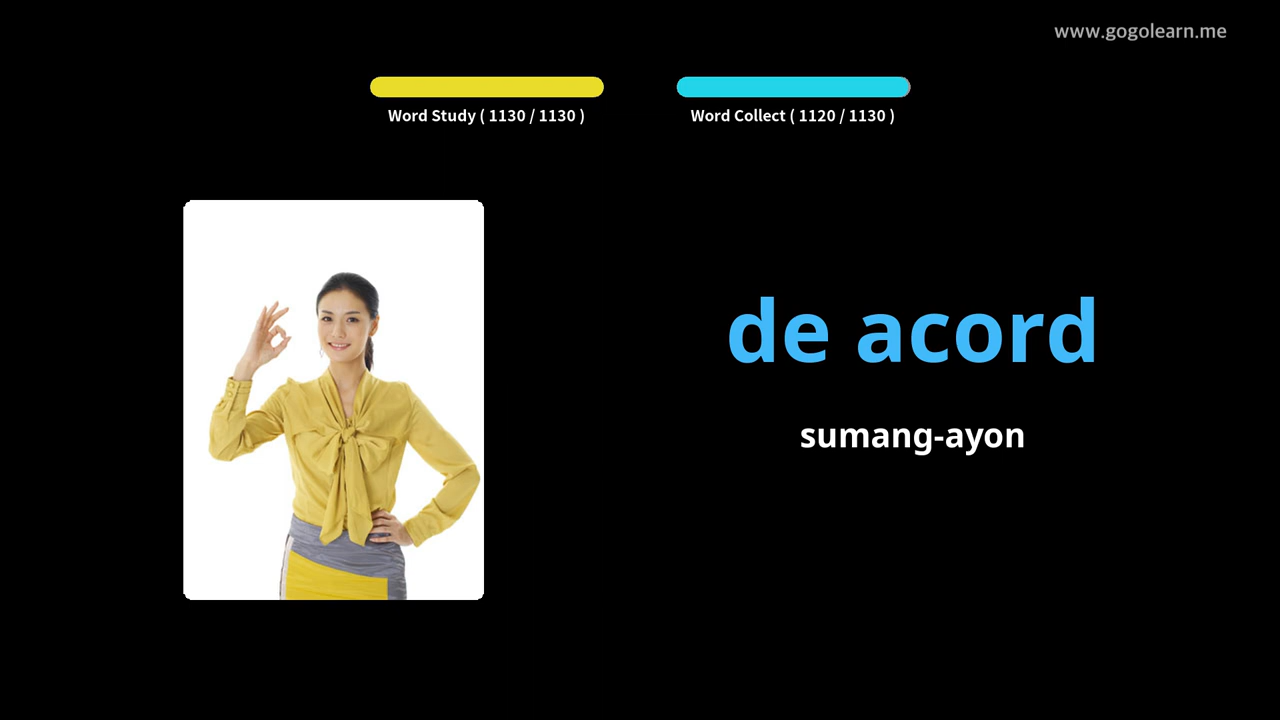 www.gogolearn.me
Word Study ( 1130 / 1130 )
Word Collect ( 1120 / 1130 )
de acord
sumang-ayon